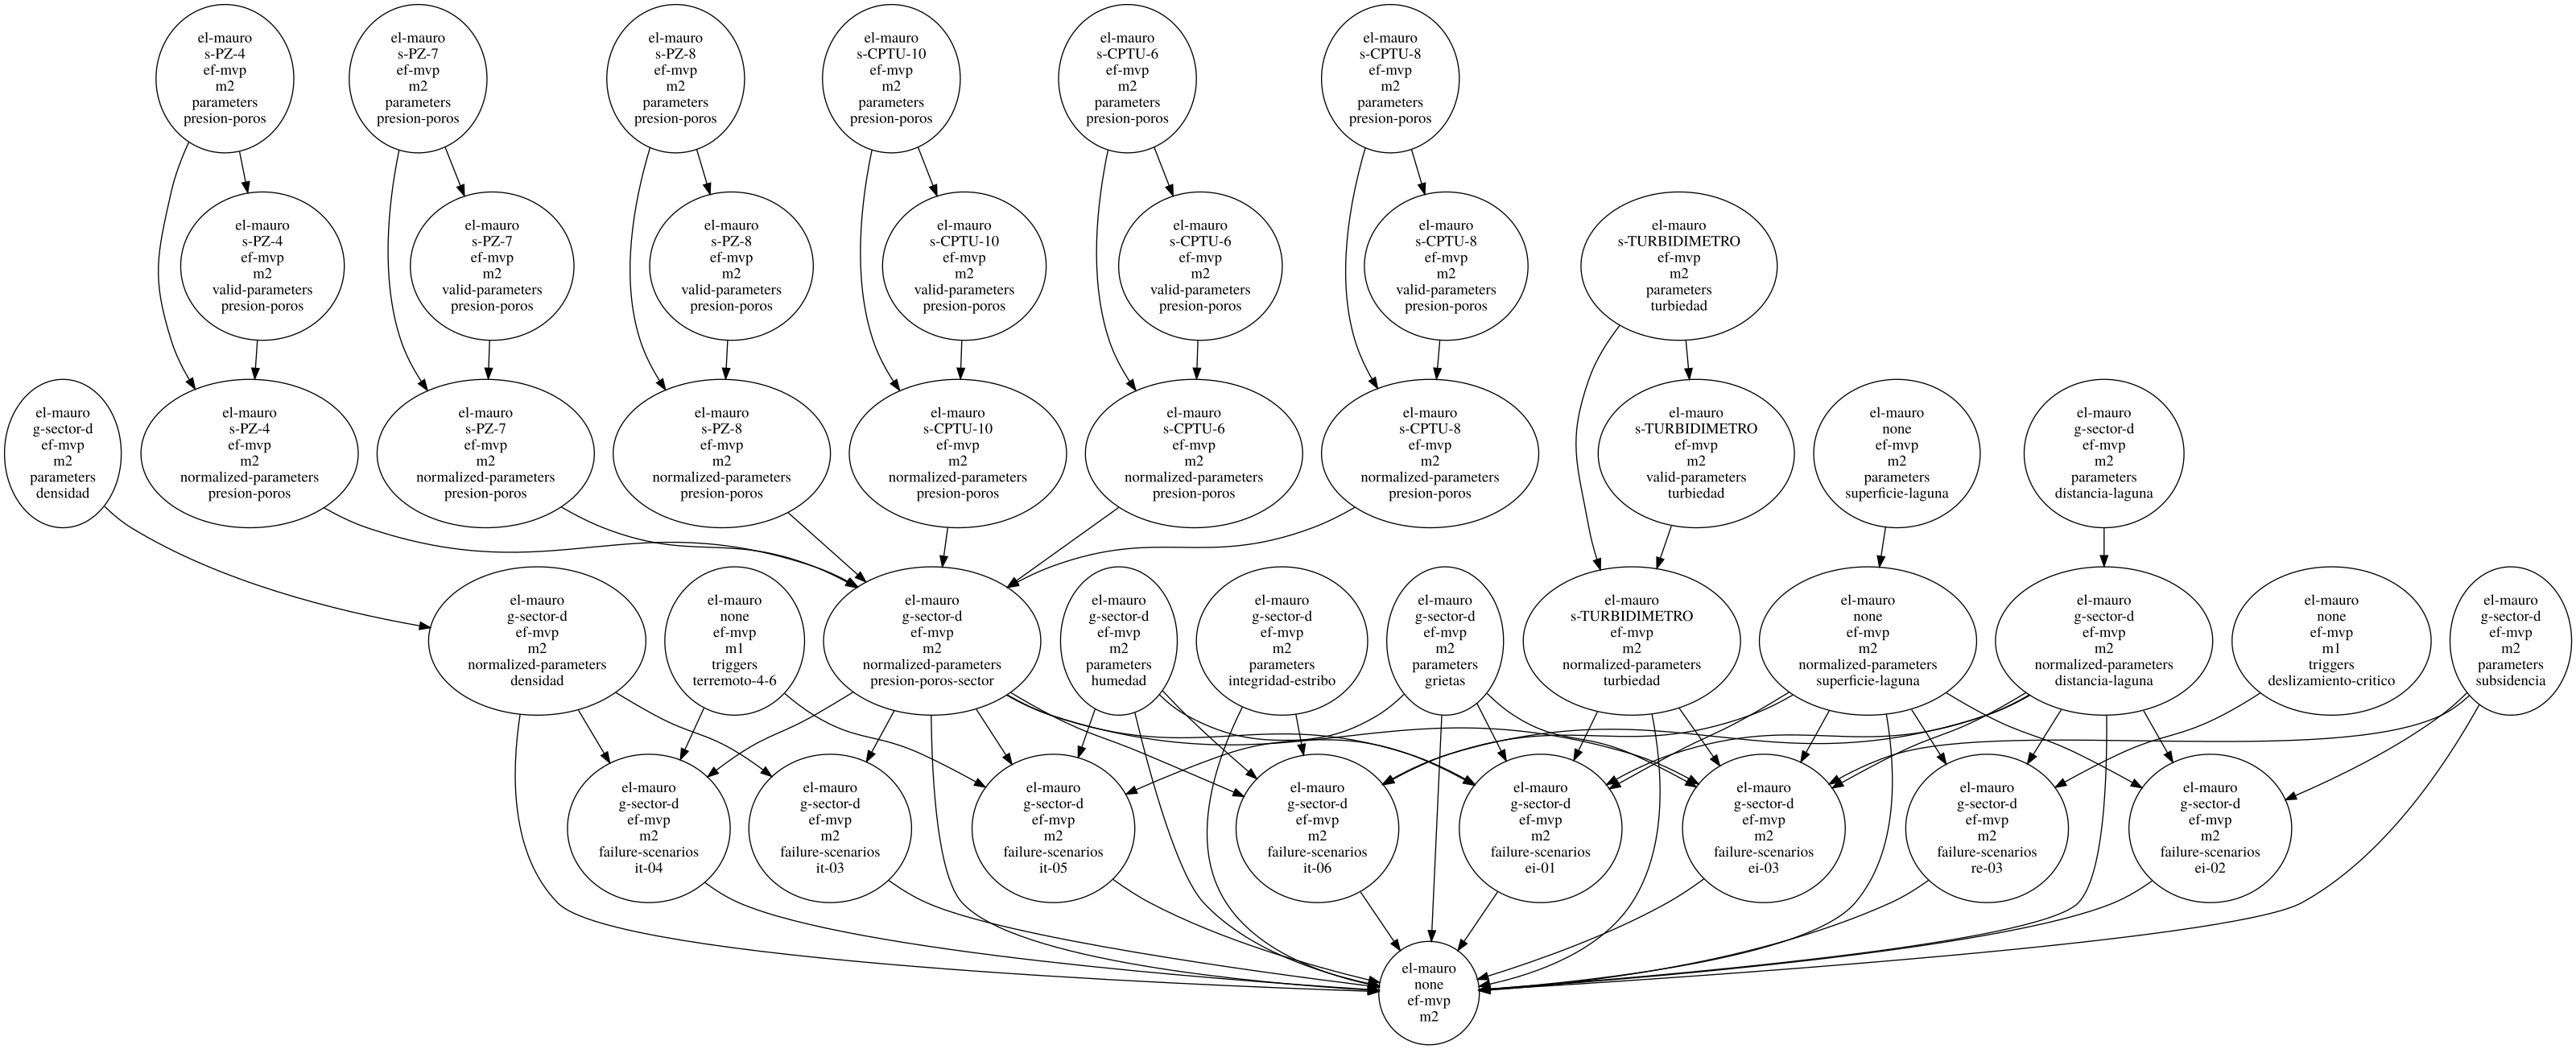 el-mauro
s-PZ-4
ef-mvp
m2
parameters
presion-poros
el-mauro
s-PZ-7
ef-mvp
m2
parameters
presion-poros
el-mauro
s-PZ-8
ef-mvp
m2
parameters
presion-poros
el-mauro
s-CPTU-10
ef-mvp
m2
parameters
presion-poros
el-mauro
s-CPTU-6
ef-mvp
m2
parameters
presion-poros
el-mauro
s-CPTU-8
ef-mvp
m2
parameters
presion-poros
el-mauro
s-PZ-4
ef-mvp
m2
valid-parameters
presion-poros
el-mauro
s-PZ-7
ef-mvp
m2
valid-parameters
presion-poros
el-mauro
s-PZ-8
ef-mvp
m2
valid-parameters
presion-poros
el-mauro
s-CPTU-10
ef-mvp
m2
valid-parameters
presion-poros
el-mauro
s-CPTU-6
ef-mvp
m2
valid-parameters
presion-poros
el-mauro
s-CPTU-8
ef-mvp
m2
valid-parameters
presion-poros
el-mauro
s-TURBIDIMETRO
ef-mvp
m2
parameters
turbiedad
el-mauro
g-sector-d
ef-mvp
m2
parameters
densidad
el-mauro
s-PZ-4
ef-mvp
m2
normalized-parameters
presion-poros
el-mauro
s-PZ-7
ef-mvp
m2
normalized-parameters
presion-poros
el-mauro
s-PZ-8
ef-mvp
m2
normalized-parameters
presion-poros
el-mauro
s-CPTU-10
ef-mvp
m2
normalized-parameters
presion-poros
el-mauro
s-CPTU-6
ef-mvp
m2
normalized-parameters
presion-poros
el-mauro
s-CPTU-8
ef-mvp
m2
normalized-parameters
presion-poros
el-mauro
s-TURBIDIMETRO
ef-mvp
m2
valid-parameters
turbiedad
el-mauro
none
ef-mvp
m2
parameters
superficie-laguna
el-mauro
g-sector-d
ef-mvp
m2
parameters
distancia-laguna
el-mauro
g-sector-d
ef-mvp
m2
normalized-parameters
densidad
el-mauro
none
ef-mvp
m1
triggers
terremoto-4-6
el-mauro
g-sector-d
ef-mvp
m2
normalized-parameters
presion-poros-sector
el-mauro
g-sector-d
ef-mvp
m2
parameters
humedad
el-mauro
g-sector-d
ef-mvp
m2
parameters
integridad-estribo
el-mauro
g-sector-d
ef-mvp
m2
parameters
grietas
el-mauro
s-TURBIDIMETRO
ef-mvp
m2
normalized-parameters
turbiedad
el-mauro
none
ef-mvp
m2
normalized-parameters
superficie-laguna
el-mauro
g-sector-d
ef-mvp
m2
normalized-parameters
distancia-laguna
el-mauro
none
ef-mvp
m1
triggers
deslizamiento-critico
el-mauro
g-sector-d
ef-mvp
m2
parameters
subsidencia
el-mauro
g-sector-d
ef-mvp
m2
failure-scenarios
it-04
el-mauro
g-sector-d
ef-mvp
m2
failure-scenarios
it-03
el-mauro
g-sector-d
ef-mvp
m2
failure-scenarios
it-05
el-mauro
g-sector-d
ef-mvp
m2
failure-scenarios
it-06
el-mauro
g-sector-d
ef-mvp
m2
failure-scenarios
ei-01
el-mauro
g-sector-d
ef-mvp
m2
failure-scenarios
ei-03
el-mauro
g-sector-d
ef-mvp
m2
failure-scenarios
re-03
el-mauro
g-sector-d
ef-mvp
m2
failure-scenarios
ei-02
el-mauro
none
ef-mvp
m2